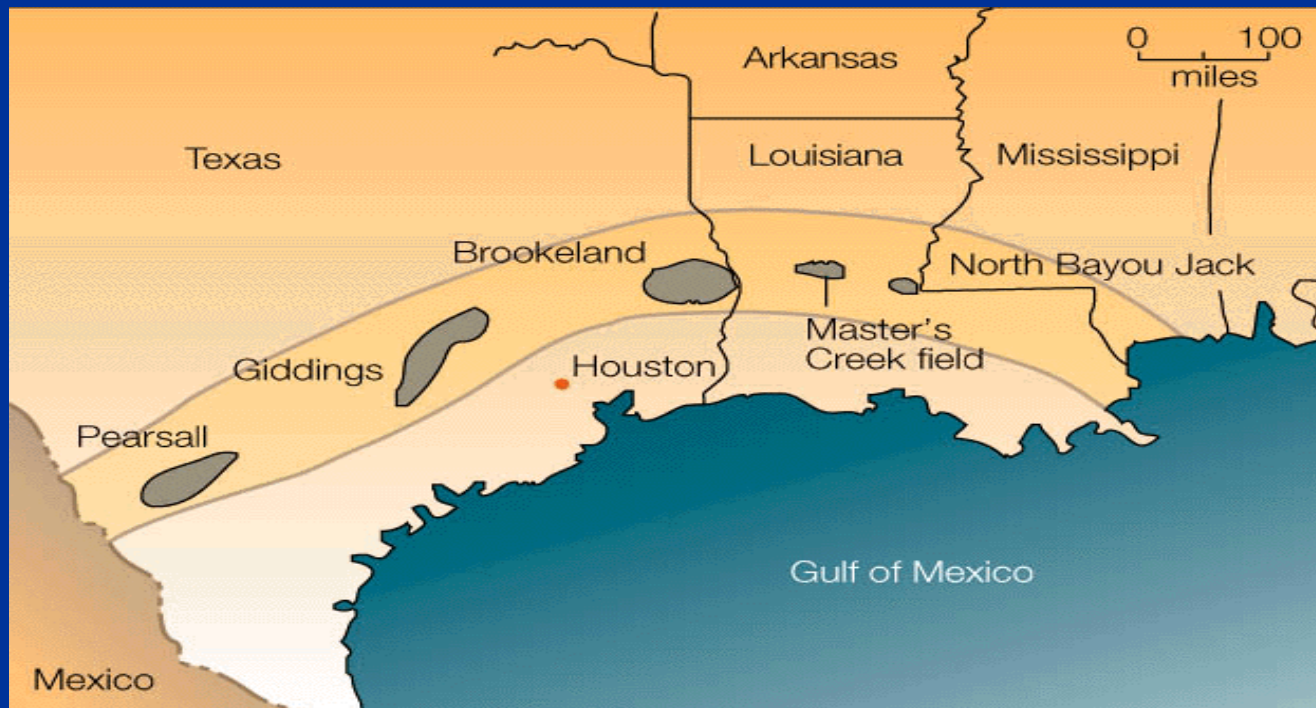 0 100
miles
Arkansas
Texas
Louisiana
Mississippi
Brookeland
North Bayou Jack
Master's
Creek field
Giddings
Houston
Pearsall
Gulf of Mexico
Mexico